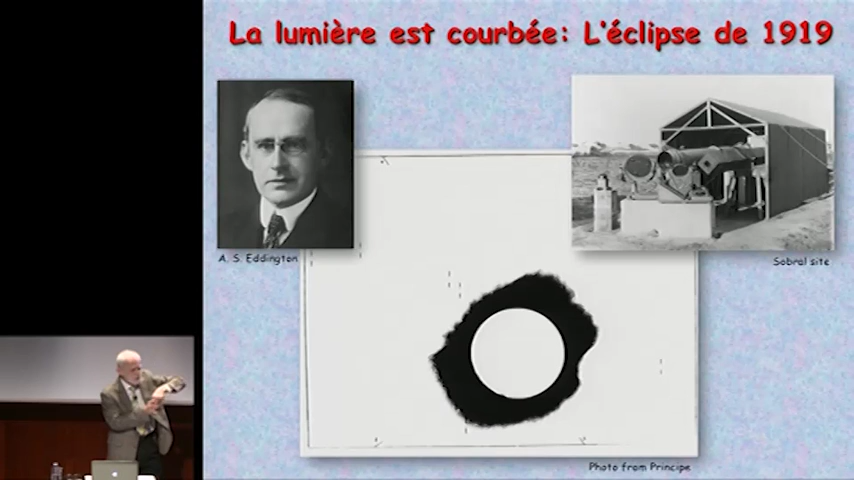 La lumière est courbée: L'éclipse de 1919
A. S. Eddington
Sobral site
Photo from Principe